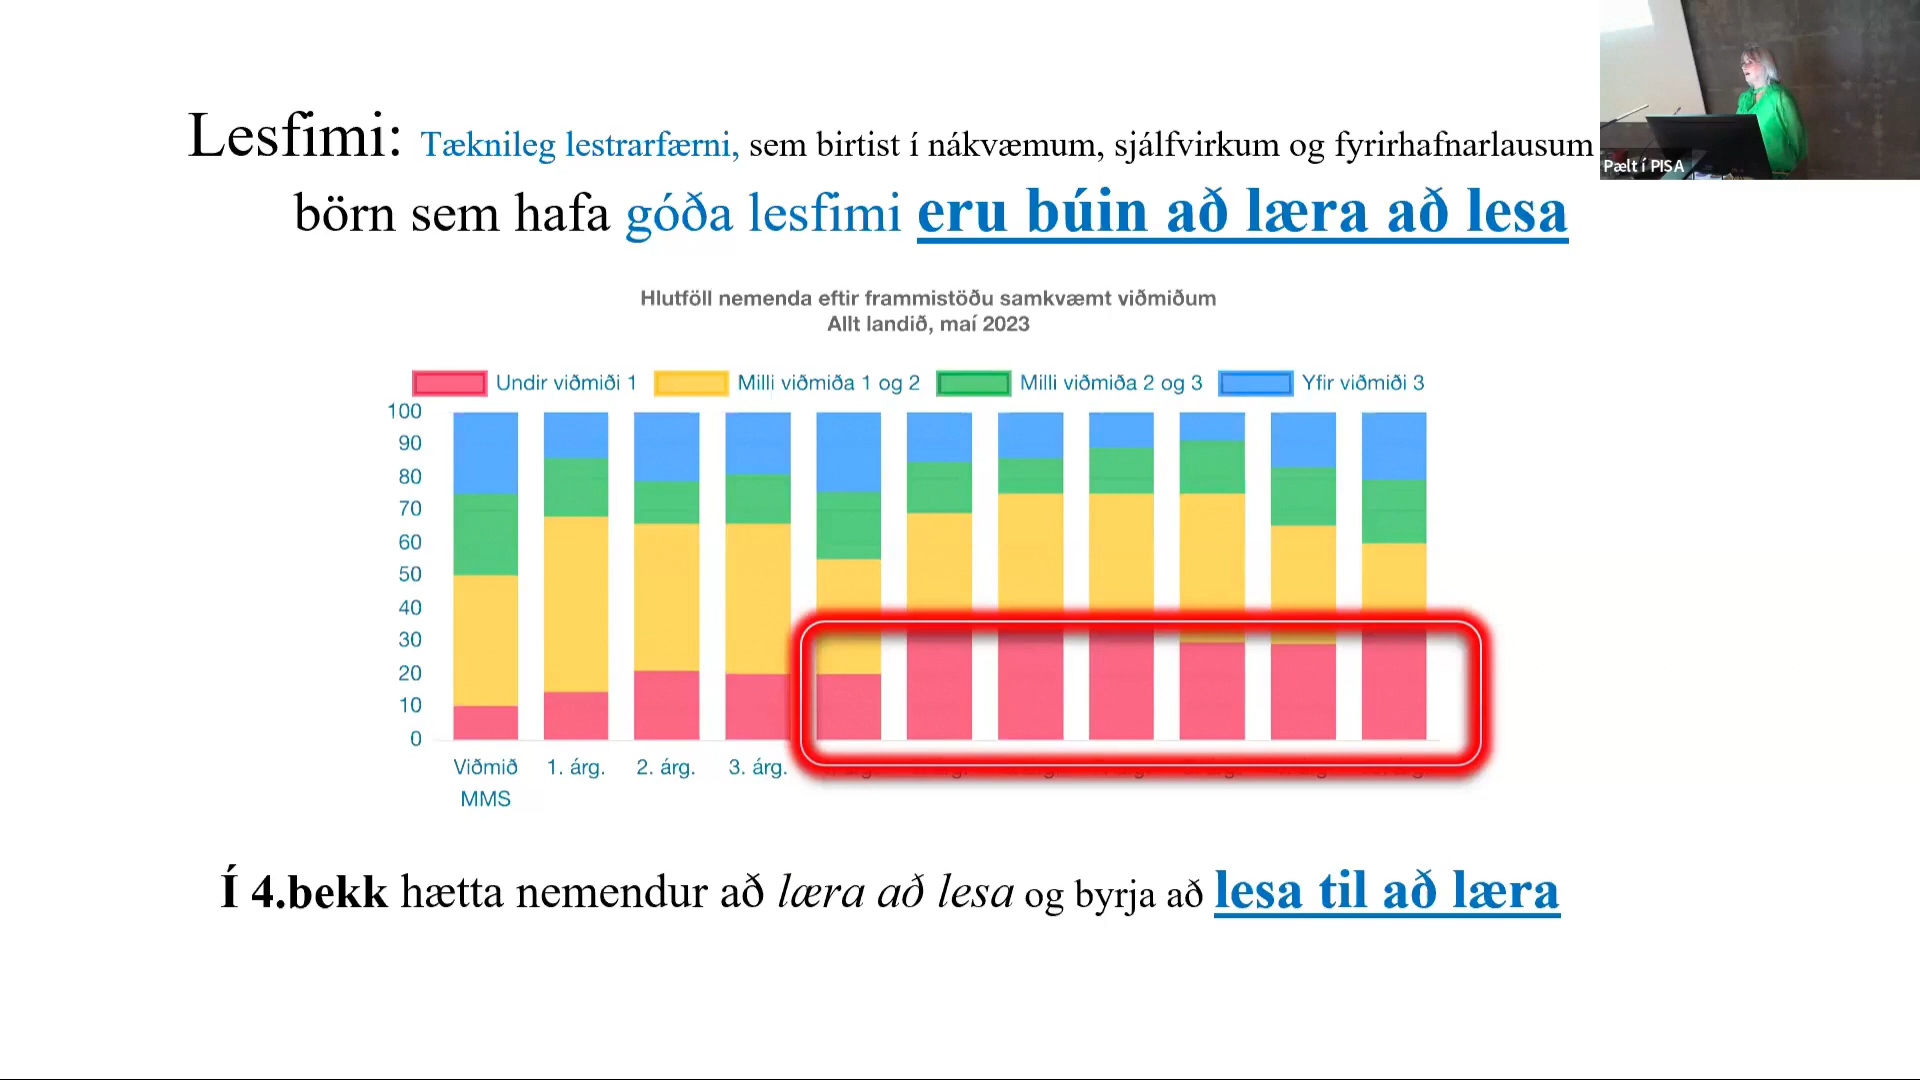 Lesfimi: Tæknileg lestrarfærni, sem birtist í nákvæmum, sjálfvirkum og fyrirhafnarlausum
Pælt í PISA
börn sem hafa góða lesfimi eru búin að læra að lesa
Hlutföll nemenda eftir frammistöðu samkvæmt viðmiðum
Allt landið, maí 2023
Undir viðmiði 1 Milli viðmiða 1 og 2 Milli viðmiða 2 og 3 Yfir viðmiði 3
100
90
80
70
60
50
40
30
20
10
0
Viðmið MMS
1. árg.
2. árg.
3. árg.
Í 4.bekk hætta nemendur að læra að lesa og byrja að lesa til að læra